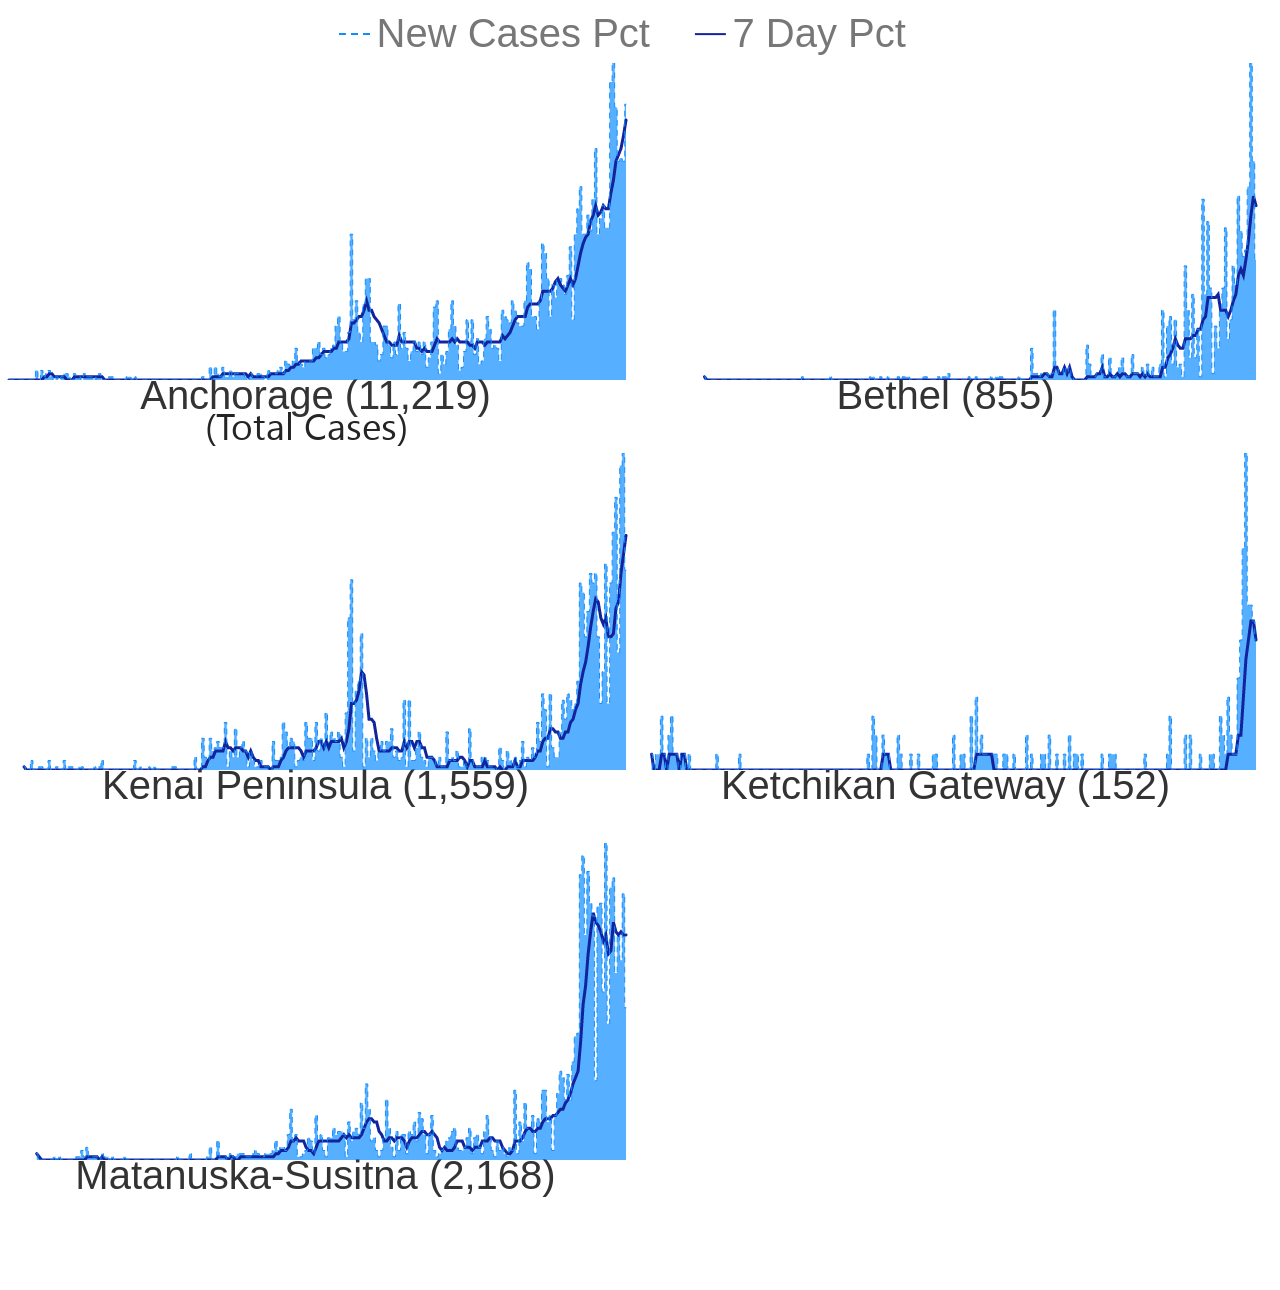 New Cases Pct 7 Day Pct
Anchorage (11,219) Bethel (855)
(Total Cases)
Kenai Peninsula (1,559) Ketchikan Gateway (152)
Matanuska-Susitna (2,168)